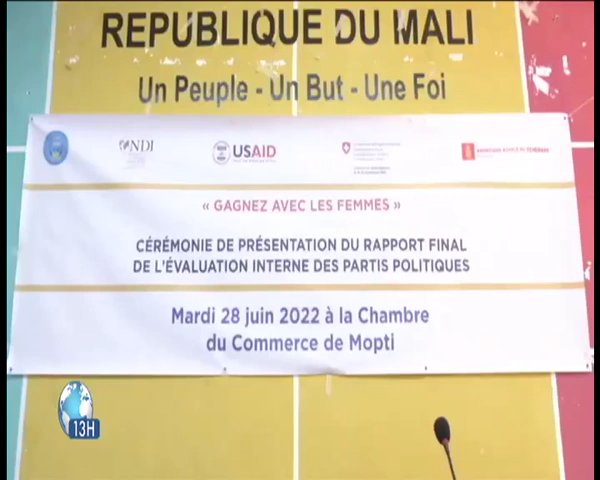 REPUBLIQUE DU MALI
Un Peuple - Un But - Une Foi
NDI
USAID
« GAGNEZ AVEC LES FEMMES »
CÉRÉMONIE DE PRÉSENTATION DU RAPPORT FINAL
DE L'ÉVALUATION INTERNE DES PARTIS POLITIQUES
Mardi 28 juin 2022 à la Chambre
du Commerce de Mopti
13H